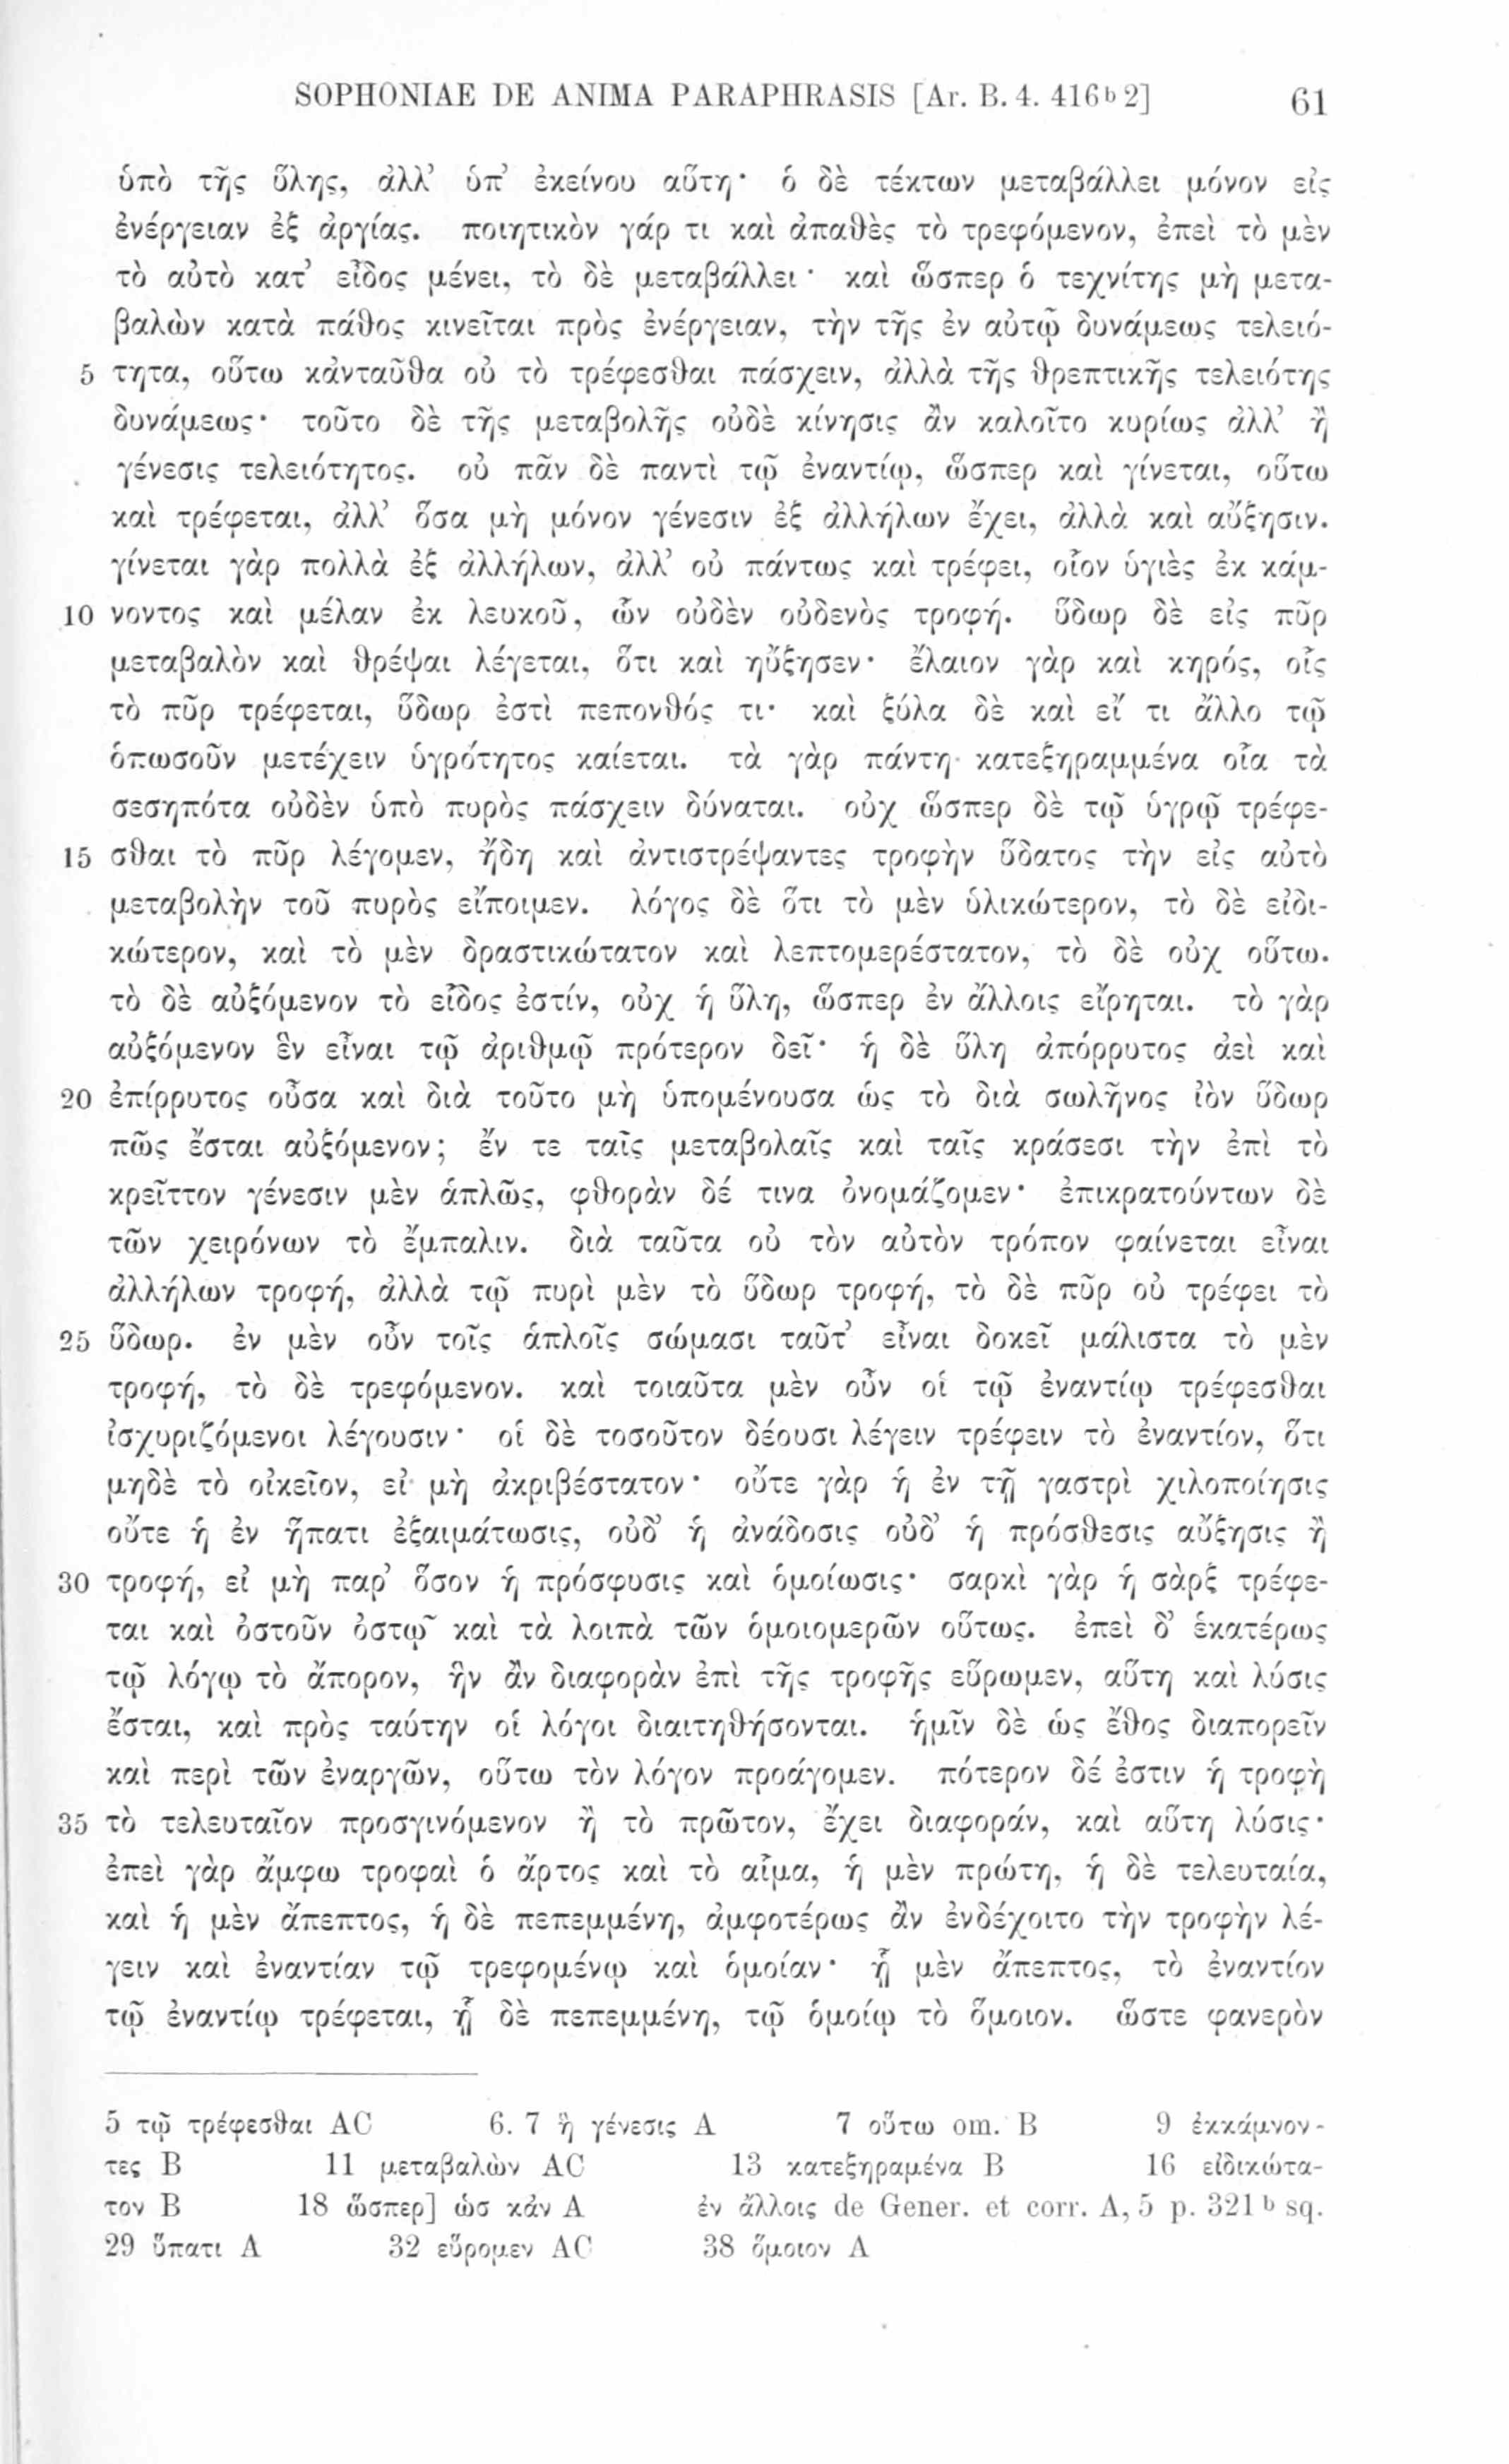 SOPHONIAE DE ANIMA PARAPHRASIS [Ar. B. 4. 416ᵇ 2] 61
ὑπὸ τῆς ὕλης, ἀλλ’ ὑπ’ ἐκείνου αὕτη· ὁ δὲ τέκτων μεταβάλλει μόνον εἰς
ἐνέργειαν ἐξ ἀργίας. ποιητικὸν γάρ τι καὶ ἀπαθὲς τὸ τρεφόμενον, ἐπεὶ τὸ μὲν
τὸ αὐτὸ κατ’ εἶδος μένει, τὸ δὲ μεταβάλλει· καὶ ὥσπερ ὁ τεχνίτης μὴ μετα-
βαλὼν κατὰ πάθος κινεῖται πρὸς ἐνέργειαν, τὴν τῆς ἐν αὐτῷ δυνάμεως τελειό-
5 τητα, οὕτω κἀνταῦθα οὐ τὸ τρέφεσθαι πάσχειν, ἀλλὰ τῆς θρεπτικῆς τελειότης
δυνάμεως· τοῦτο δὲ τῆς μεταβολῆς οὐδὲ κίνησις ἂν καλοῖτο κυρίως ἀλλ’ ἢ
γένεσις τελειότητος. οὐ πᾶν δὲ παντὶ τῷ ἐναντίῳ, ὥσπερ καὶ γίνεται, οὕτω
καὶ τρέφεται, ἀλλ’ ὅσα μὴ μόνον γένεσιν ἐξ ἀλλήλων ἔχει, ἀλλὰ καὶ αὔξησιν.
γίνεται γὰρ πολλὰ ἐξ ἀλλήλων, ἀλλ’ οὐ πάντως καὶ τρέφει, οἷον ὑγιὲς ἐκ κάμ-
10 νοντος καὶ μέλαν ἐκ λευκοῦ, ὧν οὐδὲν οὐδενὸς τροφή. ὕδωρ δὲ εἰς πῦρ
μεταβαλὸν καὶ θρέψαι λέγεται, ὅτι καὶ ηὔξησεν· ἔλαιον γὰρ καὶ κηρός, οἷς
τὸ πῦρ τρέφεται, ὕδωρ ἐστὶ πεπονθός τι· καὶ ξύλα δὲ καὶ εἴ τι ἄλλο τῷ
ὁπωσοῦν μετέχειν ὑγρότητος καίεται. τὰ γὰρ πάντη κατεξηραμμένα οἷα τὰ
σεσηπότα οὐδὲν ὑπὸ πυρὸς πάσχειν δύναται. οὐχ ὥσπερ δὲ τῷ ὑγρῷ τρέφε-
15 σθαι τὸ πῦρ λέγομεν, ἤδη καὶ ἀντιστρέψαντες τροφὴν ὕδατος τὴν εἰς αὐτὸ
μεταβολὴν τοῦ πυρὸς εἴποιμεν. λόγος δὲ ὅτι τὸ μὲν ὑλικώτερον, τὸ δὲ εἰδι-
κώτερον, καὶ τὸ μὲν δραστικώτατον καὶ λεπτομερέστατον, τὸ δὲ οὐχ οὕτω.
τὸ δὲ αὐξόμενον τὸ εἶδος ἐστίν, οὐχ ἡ ὕλη, ὥσπερ ἐν ἄλλοις εἴρηται. τὸ γὰρ
αὐξόμενον ἓν εἶναι τῷ ἀριθμῷ πρότερον δεῖ· ἡ δὲ ὕλη ἀπόρρυτος ἀεὶ καὶ
20 ἐπίρρυτος οὖσα καὶ διὰ τοῦτο μὴ ὑπομένουσα ὡς τὸ διὰ σωλῆνος ἰὸν ὕδωρ
πῶς ἔσται αὐξόμενον; ἔν τε ταῖς μεταβολαῖς καὶ ταῖς κράσεσι τὴν ἐπὶ τὸ
κρεῖττον γένεσιν μὲν ἁπλῶς, φθορὰν δέ τινα ὀνομάζομεν· ἐπικρατούντων δὲ
τῶν χειρόνων τὸ ἔμπαλιν. διὰ ταῦτα οὐ τὸν αὐτὸν τρόπον φαίνεται εἶναι
ἀλλήλων τροφή, ἀλλὰ τῷ πυρὶ μὲν τὸ ὕδωρ τροφή, τὸ δὲ πῦρ οὐ τρέφει τὸ
25 ὕδωρ. ἐν μὲν οὖν τοῖς ἁπλοῖς σώμασι ταῦτ’ εἶναι δοκεῖ μάλιστα τὸ μὲν
τροφή, τὸ δὲ τρεφόμενον. καὶ τοιαῦτα μὲν οὖν οἱ τῷ ἐναντίῳ τρέφεσθαι
ἰσχυριζόμενοι λέγουσιν· οἱ δὲ τοσοῦτον δέουσι λέγειν τρέφειν τὸ ἐναντίον, ὅτι
μηδὲ τὸ οἰκεῖον, εἰ μὴ ἀκριβέστατον· οὔτε γὰρ ἡ ἐν τῇ γαστρὶ χιλοποίησις
οὔτε ἡ ἐν ἥπατι ἐξαιμάτωσις, οὐδ’ ἡ ἀνάδοσις οὐδ’ ἡ πρόσθεσις αὔξησις ἢ
30 τροφή, εἰ μὴ παρ’ ὅσον ἡ πρόσφυσις καὶ ὁμοίωσις· σαρκὶ γὰρ ἡ σὰρξ τρέφε-
ται καὶ ὀστοῦν ὀστῷ καὶ τὰ λοιπὰ τῶν ὁμοιομερῶν οὕτως. ἐπεὶ δ’ ἑκατέρως
τῷ λόγῳ τὸ ἄπορον, ἣν ἂν διαφορὰν ἐπὶ τῆς τροφῆς εὕρωμεν, αὕτη καὶ λύσις
ἔσται, καὶ πρὸς ταύτην οἱ λόγοι διαιτηθήσονται. ἡμῖν δὲ ὡς ἔθος διαπορεῖν
καὶ περὶ τῶν ἐναργῶν, οὕτω τὸν λόγον προάγομεν. πότερον δέ ἐστιν ἡ τροφὴ
35 τὸ τελευταῖον προσγινόμενον ἢ τὸ πρῶτον, ἔχει διαφοράν, καὶ αὕτη λύσις·
ἐπεὶ γὰρ ἄμφω τροφαὶ ὁ ἄρτος καὶ τὸ αἷμα, ἡ μὲν πρώτη, ἡ δὲ τελευταία,
καὶ ἡ μὲν ἄπεπτος, ἡ δὲ πεπεμμένη, ἀμφοτέρως ἂν ἐνδέχοιτο τὴν τροφὴν λέ-
γειν καὶ ἐναντίαν τῷ τρεφομένῳ καὶ ὁμοίαν· ᾗ μὲν ἄπεπτος, τὸ ἐναντίον
τῷ ἐναντίῳ τρέφεται, ᾗ δὲ πεπεμμένη, τῷ ὁμοίῳ τὸ ὅμοιον. ὥστε φανερὸν
5 τῷ τρέφεσθαι AC 6. 7 ἡ γένεσις A 7 οὕτω om. B 9 ἐκκάμνον-
τες B 11 μεταβαλὼν AC 13 κατεξηραμένα B 16 εἰδικώτα-
τον B 18 ὥσπερ] ὡσ κἀν A ἐν ἄλλοις de Gener. et corr. A, 5 p. 321ᵇ sq.
29 ὕπατι A 32 εὕρομεν AC 38 ὅμοιον A